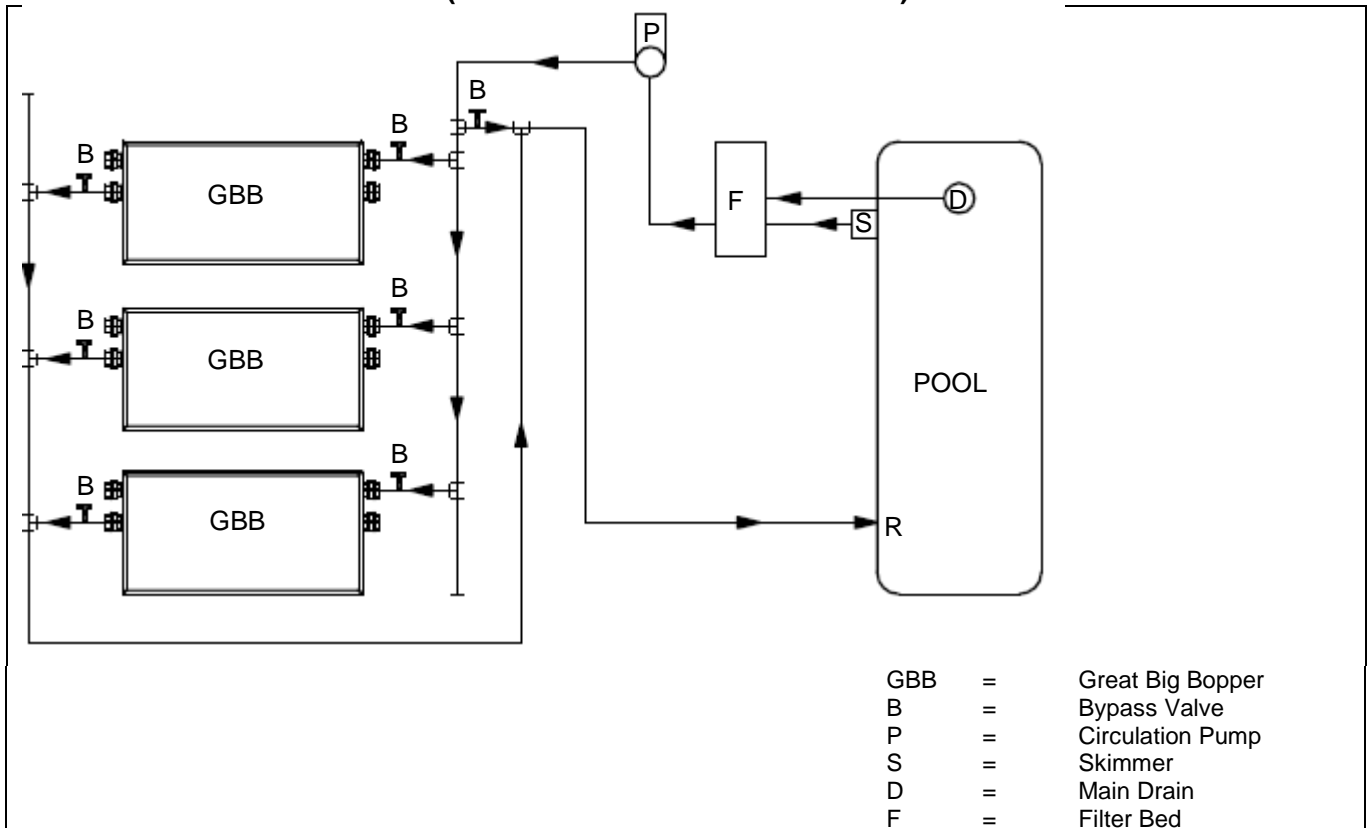 P
B
B
B
GBB
F
D
S
B
B
GBB
POOL
B
B
GBB
R
GBB = Great Big Bopper
B = Bypass Valve
P = Circulation Pump
S = Skimmer
D = Main Drain
F = Filter Bed